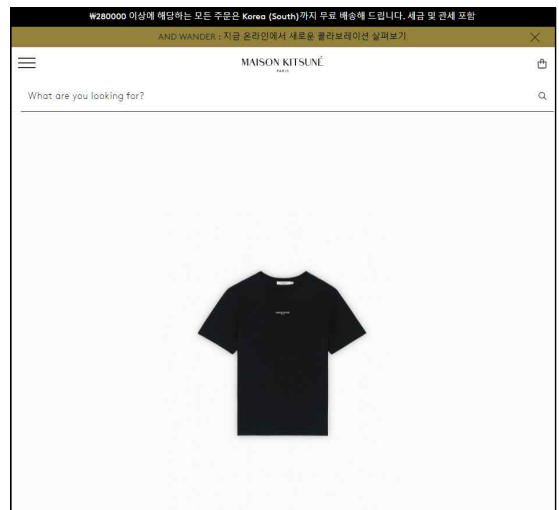 ₩280000 이상에 해당하는 모든 주문은 Korea (South)까지 무료 배송해 드립니다. 세금 및 관세 포함
AND WANDER : 지금 온라인에서 새로운 콜라보레이션 살펴보기
MAISON KITSUNÉ
PARIS
What are you looking for?